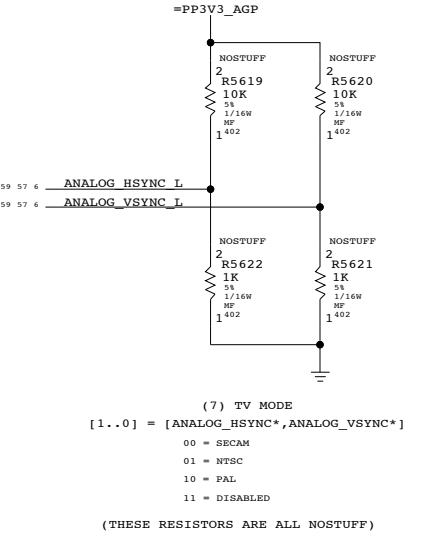 =PP3V3_AGP
NOSTUFF
2
R5619
10K
5%
1/16W
MF
402
1
NOSTUFF
2
R5620
10K
5%
1/16W
MF
402
1
59 57 6 ANALOG_HSYNC_L
59 57 6 ANALOG_VSYNC_L
NOSTUFF
2
R5622
1K
5%
1/16W
MF
402
1
NOSTUFF
2
R5621
1K
5%
1/16W
MF
402
1
(7) TV MODE
[1..0] = [ANALOG_HSYNC*,ANALOG_VSYNC*]
00 = SECAM
01 = NTSC
10 = PAL
11 = DISABLED
(THESE RESISTORS ARE ALL NOSTUFF)